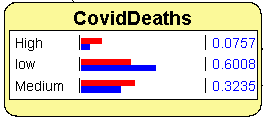 CovidDeaths
High 0.0757
low 0.6008
Medium 0.3235